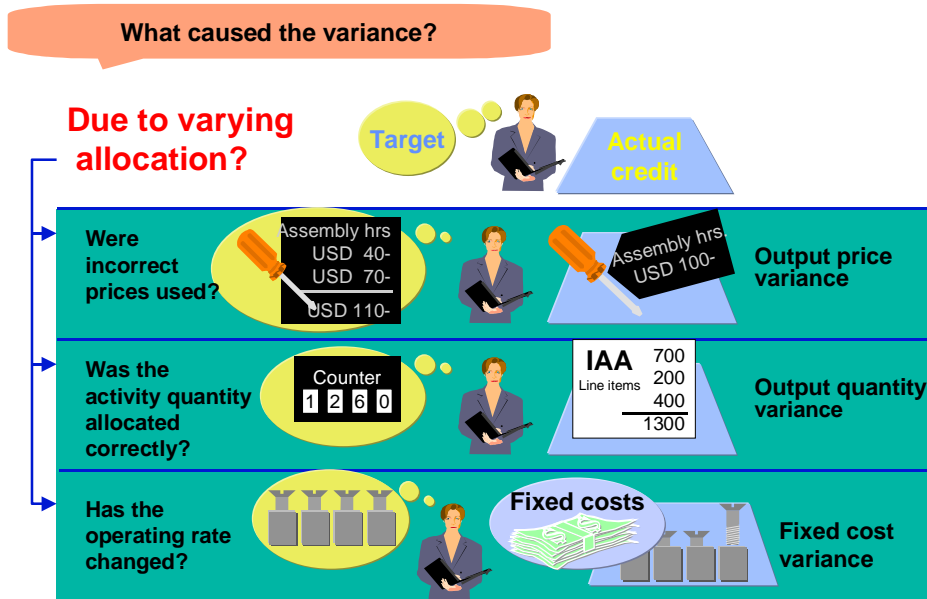 What caused the variance?
Due to varying
allocation?
Target
Actual
credit
Were
incorrect
prices used?
Assembly hrs
USD 40-
USD 70-
USD 110-
Assembly hrs.
USD 100-
Output price
variance
Was the
activity quantity
allocated
correctly?
Counter
1 2 6 0
IAA 700
Line items 200
400
1300
Output quantity
variance
Has the
operating rate
changed?
Fixed costs
Fixed cost
variance